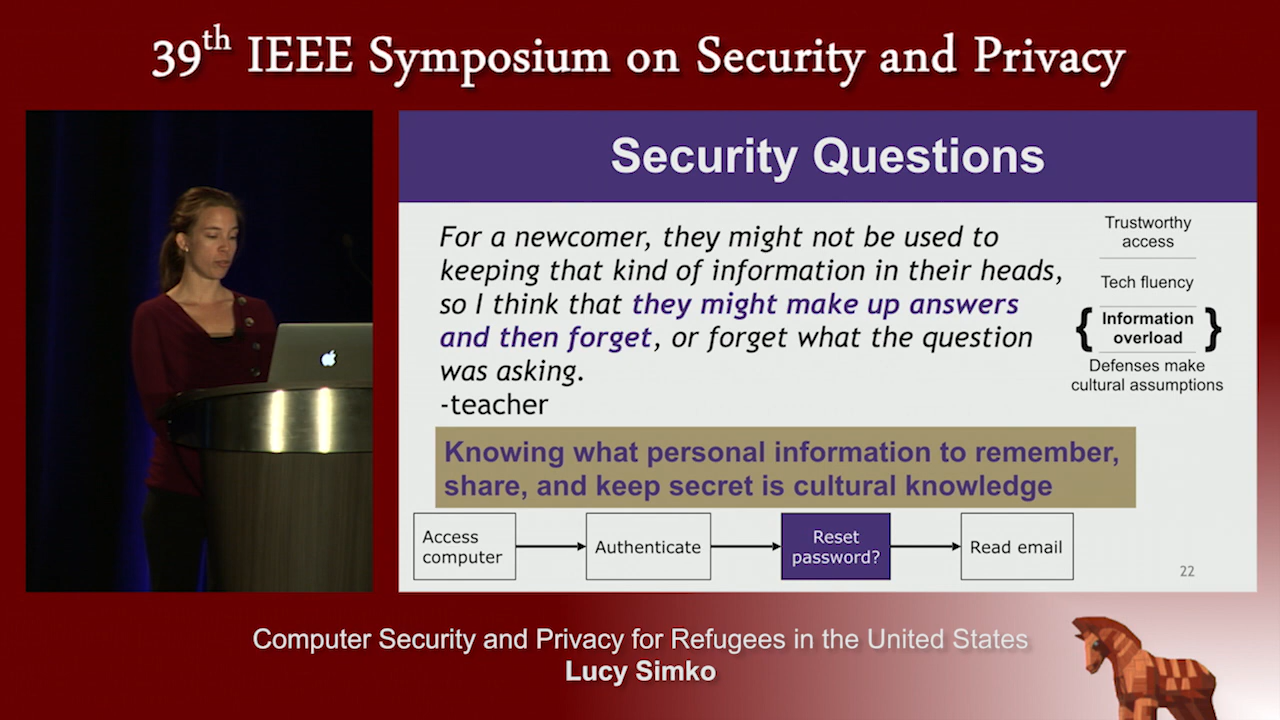 39th IEEE Symposium on Security and Privacy
Security Questions
For a newcomer, they might not be used to
keeping that kind of information in their heads,
so I think that they might make up answers
and then forget, or forget what the question
was asking.
-teacher
Trustworthy
access
Tech fluency
{ Information
overload }
Defenses make
cultural assumptions
Knowing what personal information to remember,
share, and keep secret is cultural knowledge
Access
computer
Authenticate
Reset
password?
Read email
22
Computer Security and Privacy for Refugees in the United States
Lucy Simko